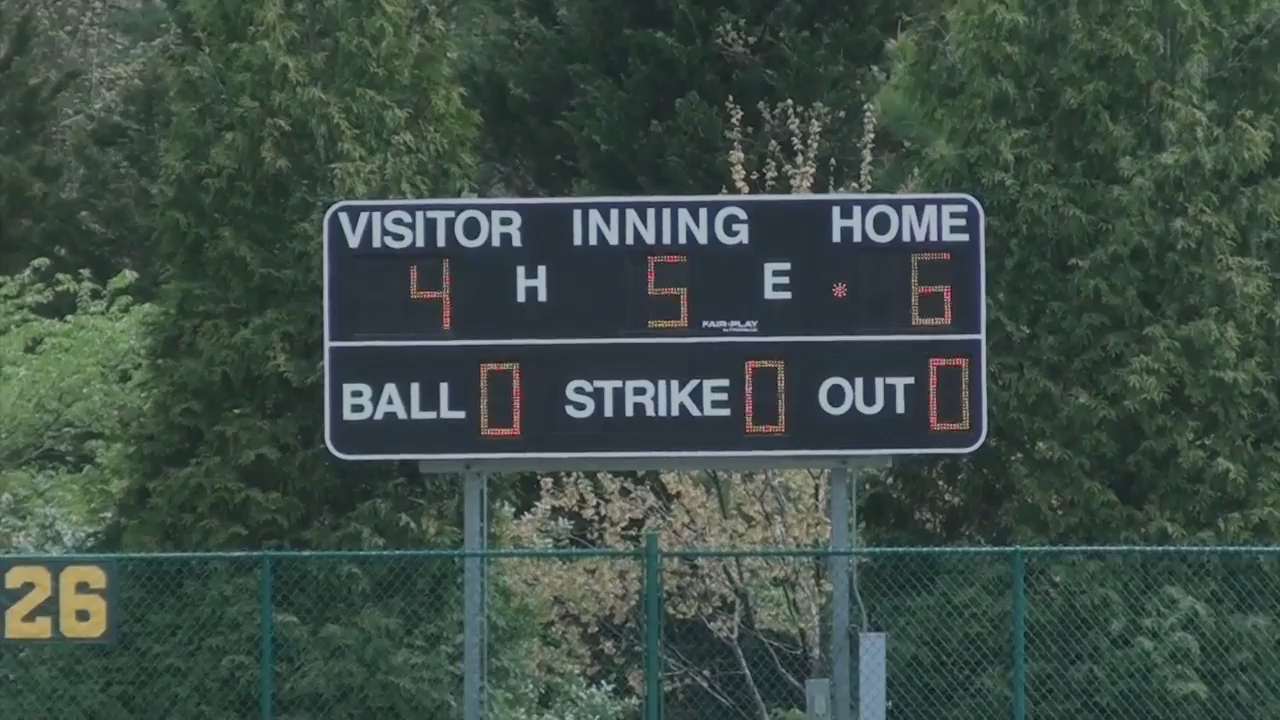 VISITOR INNING HOME
4 H 5 E 6
FAIR-PLAY
BALL 0 STRIKE 0 OUT 0
26